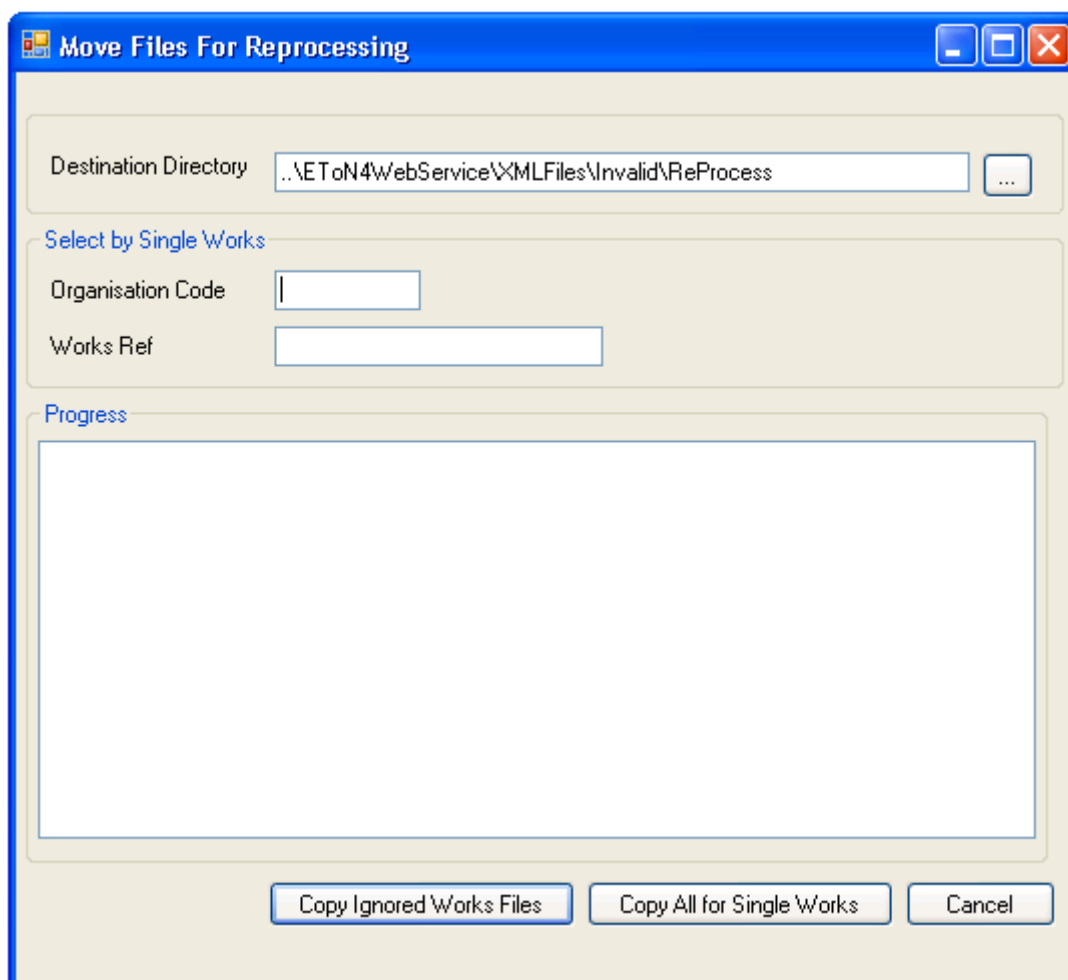 Move Files For Reprocessing
Destination Directory ..\EToN4WebService\XMLFiles\Invalid\ReProcess ...
Select by Single Works
Organisation Code
Works Ref
Progress
Copy Ignored Works Files Copy All for Single Works Cancel